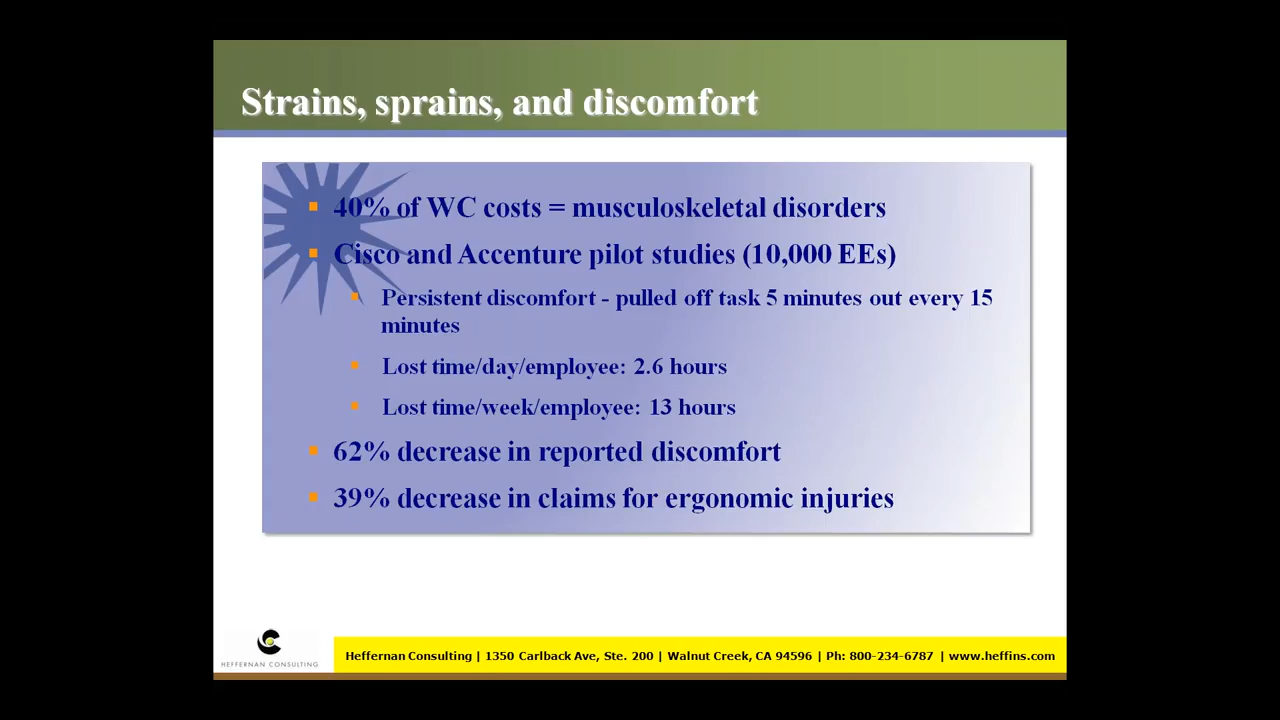 Strains, sprains, and discomfort
40% of WC costs = musculoskeletal disorders
Cisco and Accenture pilot studies (10,000 EEs)
Persistent discomfort - pulled off task 5 minutes out every 15
minutes
Lost time/day/employee: 2.6 hours
Lost time/week/employee: 13 hours
62% decrease in reported discomfort
39% decrease in claims for ergonomic injuries
HEFFERNAN CONSULTING
Heffernan Consulting | 1350 Carlback Ave, Ste. 200 | Walnut Creek, CA 94596 | Ph: 800-234-6787 | www.heffins.com